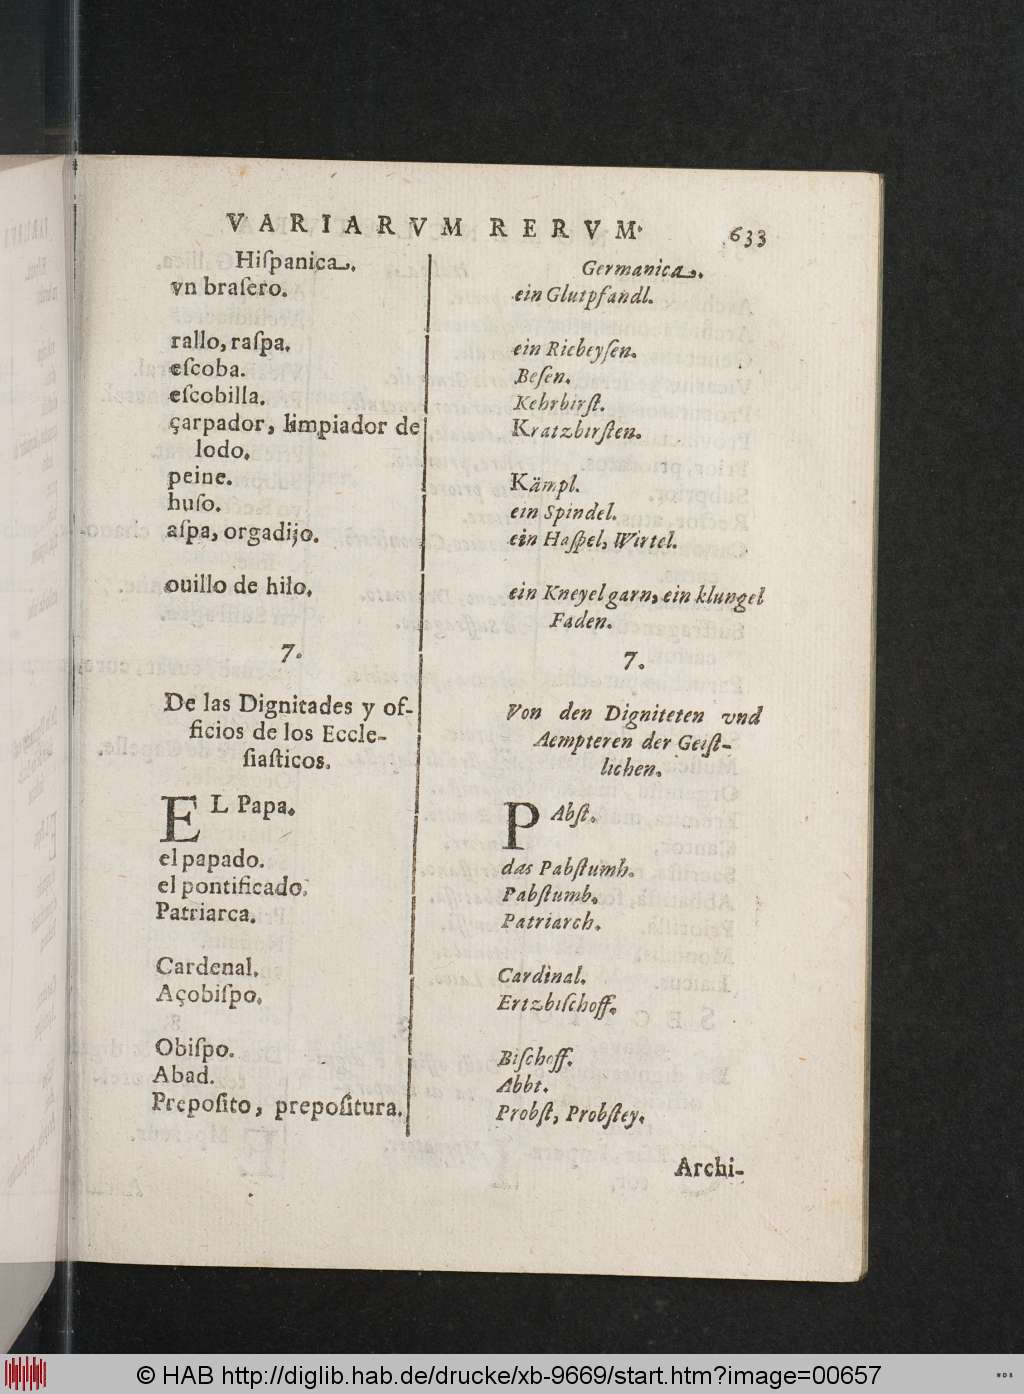 VARIARVM RERVM.
633
Hiſpanica.
vn braſero.
rallo, raſpa.
eſcoba.
eſcobilla.
çarpador, limpiador de
lodo.
peine.
huſo.
aſpa, orgadijo.
ouillo de hilo.
7.
De las Dignitades y of-
ficios de los Eccle-
ſiaſticos.
EL Papa.
el papado.
el pontificado.
Patriarca.
Cardenal.
Açobiſpo.
Obiſpo.
Abad.
Prepoſito, prepoſitura.
Germanica.
ein Glutpfandl.
ein Riebeyſen.
Beſen.
Kehrbirſt.
Kratzbirſten.
Kämpl.
ein Spindel.
ein Haſpel, Wirtel.
ein Kneyel garn, ein klungel
Faden.
7.
Von den Digniteten vnd
Aempteren der Geiſt-
lichen.
PAbſt.
das Pabſtumb.
Pabſtumb.
Patriarch.
Cardinal.
Ertzbiſchoff.
Biſchoff.
Abbt.
Probſt, Probſtey.
Archi-
© HAB http://diglib.hab.de/drucke/xb-9669/start.htm?image=00657